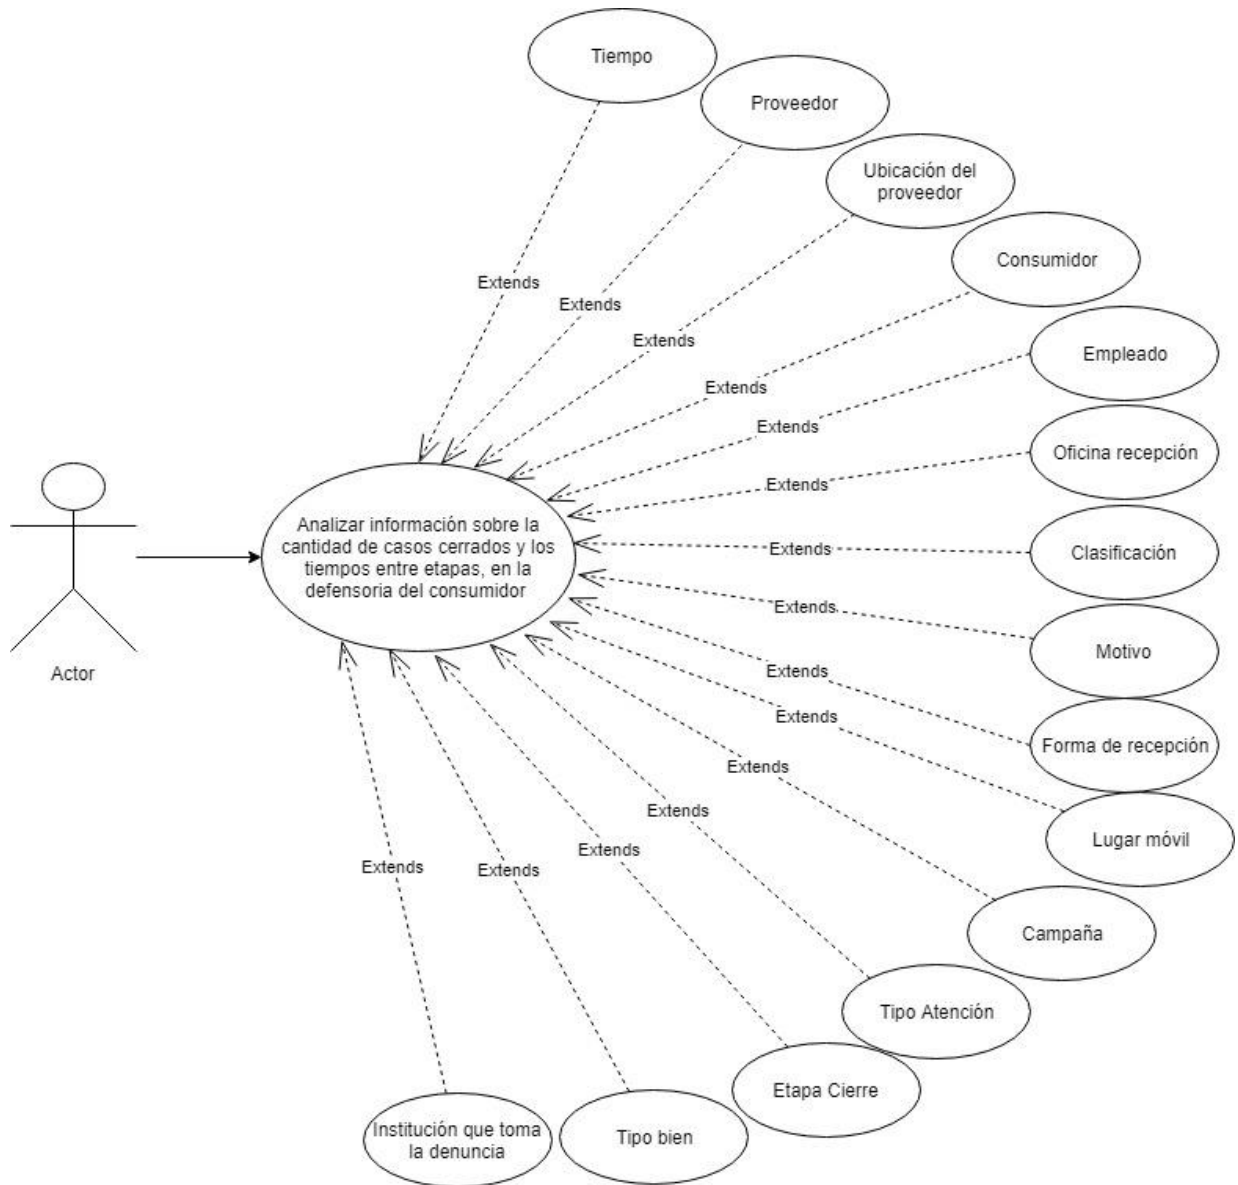 Tiempo
Proveedor
Ubicación del
proveedor
Consumidor
Extends
Extends
Extends
Empleado
Extends
Extends
Oficina recepción
Extends
Analizar información sobre la
cantidad de casos cerrados y los
tiempos entre etapas, en la
defensoria del consumidor
Extends
Clasificación
Extends
Motivo
Actor
Extends
Forma de recepción
Extends
Lugar móvil
Extends
Campaña
Extends
Extends
Extends
Extends
Tipo Atención
Etapa Cierre
Tipo bien
Institución que toma
la denuncia